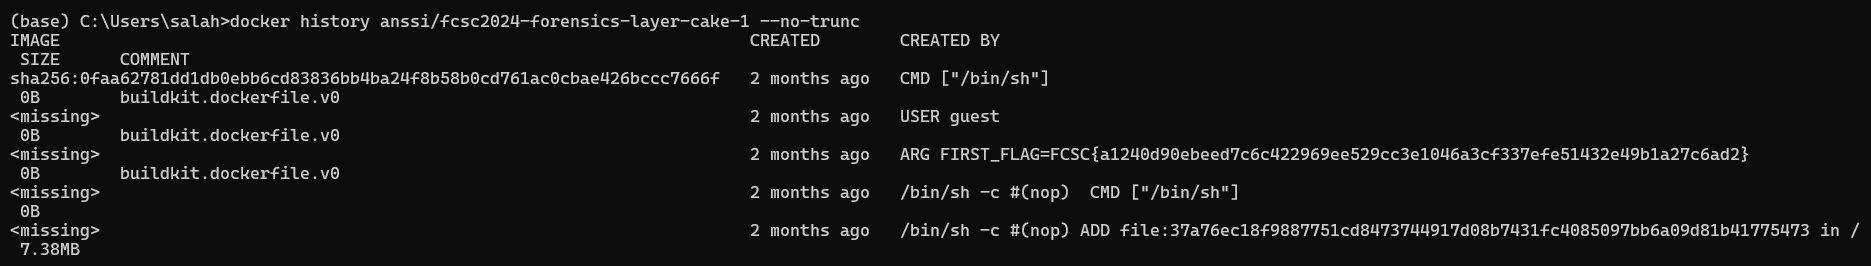 (base) C:\Users\salah>docker history anssi/fcsc2024-forensics-layer-cake-1 --no-trunc
IMAGE                                                                     CREATED        CREATED BY
 SIZE      COMMENT
sha256:0faa62781dd1db0ebb6cd83836bb4ba24f8b58b0cd761ac0cbae426bccc7666f   2 months ago   CMD ["/bin/sh"]
 0B        buildkit.dockerfile.v0
<missing>                                                                 2 months ago   USER guest
 0B        buildkit.dockerfile.v0
<missing>                                                                 2 months ago   ARG FIRST_FLAG=FCSC{a1240d90ebeed7c6c422969ee529cc3e1046a3cf337efe51432e49b1a27c6ad2}
 0B        buildkit.dockerfile.v0
<missing>                                                                 2 months ago   /bin/sh -c #(nop)  CMD ["/bin/sh"]
 0B
<missing>                                                                 2 months ago   /bin/sh -c #(nop) ADD file:37a76ec18f9887751cd8473744917d08b7431fc4085097bb6a09d81b41775473 in /
 7.38MB